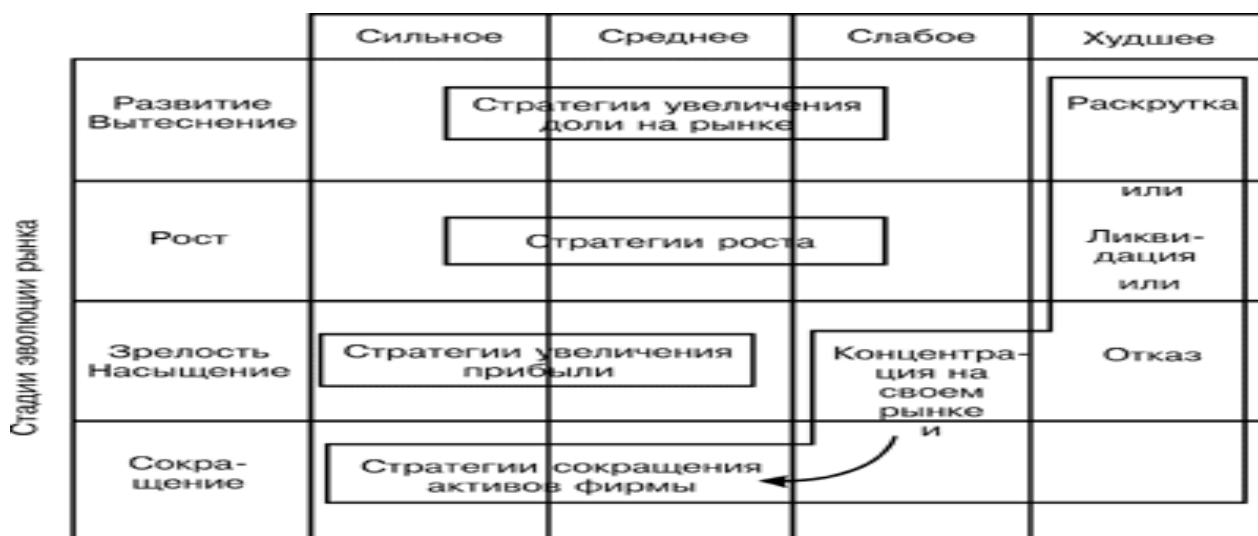 Сильное
Среднее
Слабое
Худшее
Стадии эволюции рынка
Развитие
Вытеснение
Стратегии увеличения
доли на рынке
Раскрутка
или
Рост
Стратегии роста
Ликви-
дация
или
Зрелость
Насыщение
Стратегии увеличения
прибыли
Концентра-
ция на
своем
рынке
и
Отказ
Сокра-
щение
Стратегии сокращения
активов фирмы